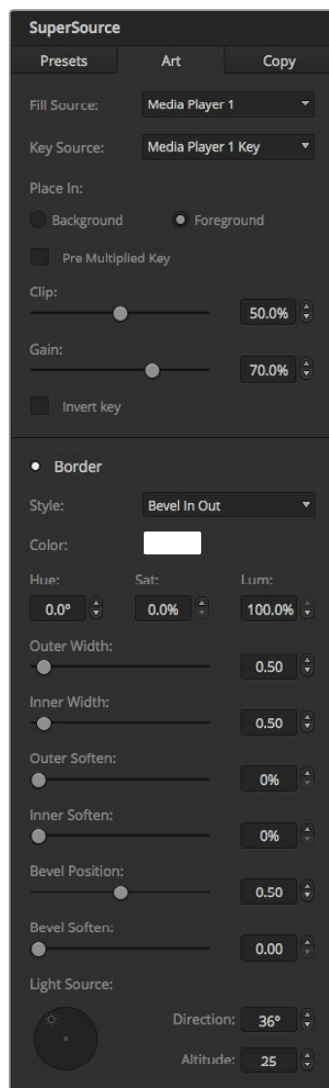 SuperSource
Presets Art Copy
Fill Source: Media Player 1
Key Source: Media Player 1 Key
Place In:
Background Foreground
Pre Multiplied Key
Clip:
50.0%
Gain:
70.0%
Invert key
Border
Style: Bevel In Out
Color:
Hue: Sat: Lum:
0.0° 0.0% 100.0%
Outer Width:
0.50
Inner Width:
0.50
Outer Soften:
0%
Inner Soften:
0%
Bevel Position:
0.50
Bevel Soften:
0.00
Light Source:
Direction: 36°
Altitude: 25